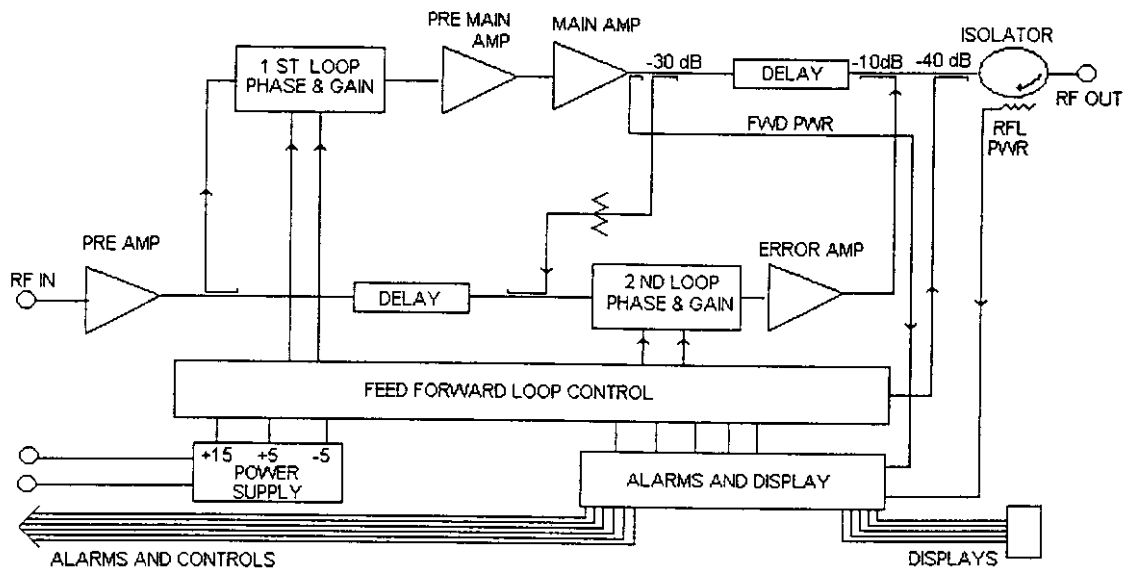 PRE MAIN
AMP
MAIN AMP
ISOLATOR
1 ST LOOP
PHASE & GAIN
-30 dB
DELAY
-10dB
-40 dB
RF OUT
FWD PWR
RFL
PWR
PRE AMP
RF IN
ERROR AMP
DELAY
2 ND LOOP
PHASE & GAIN
FEED FORWARD LOOP CONTROL
+15 +5 -5
POWER
SUPPLY
ALARMS AND DISPLAY
ALARMS AND CONTROLS
DISPLAYS